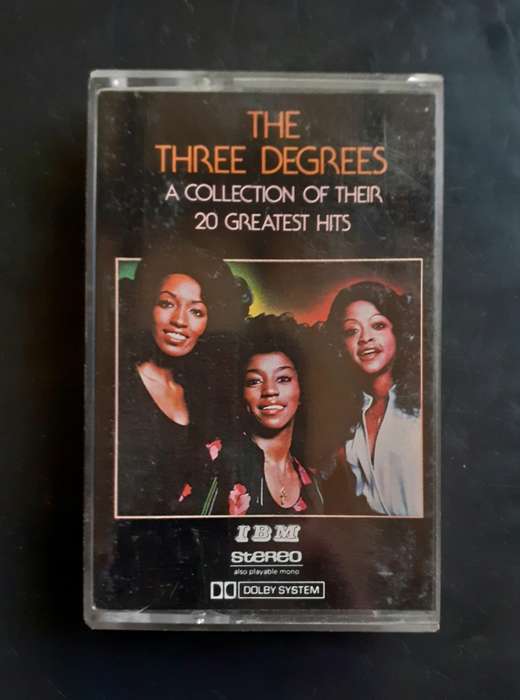 THE
THREE DEGREES
A COLLECTION OF THEIR
20 GREATEST HITS
IBM
STEREO
also playable mono
DOLBY SYSTEM